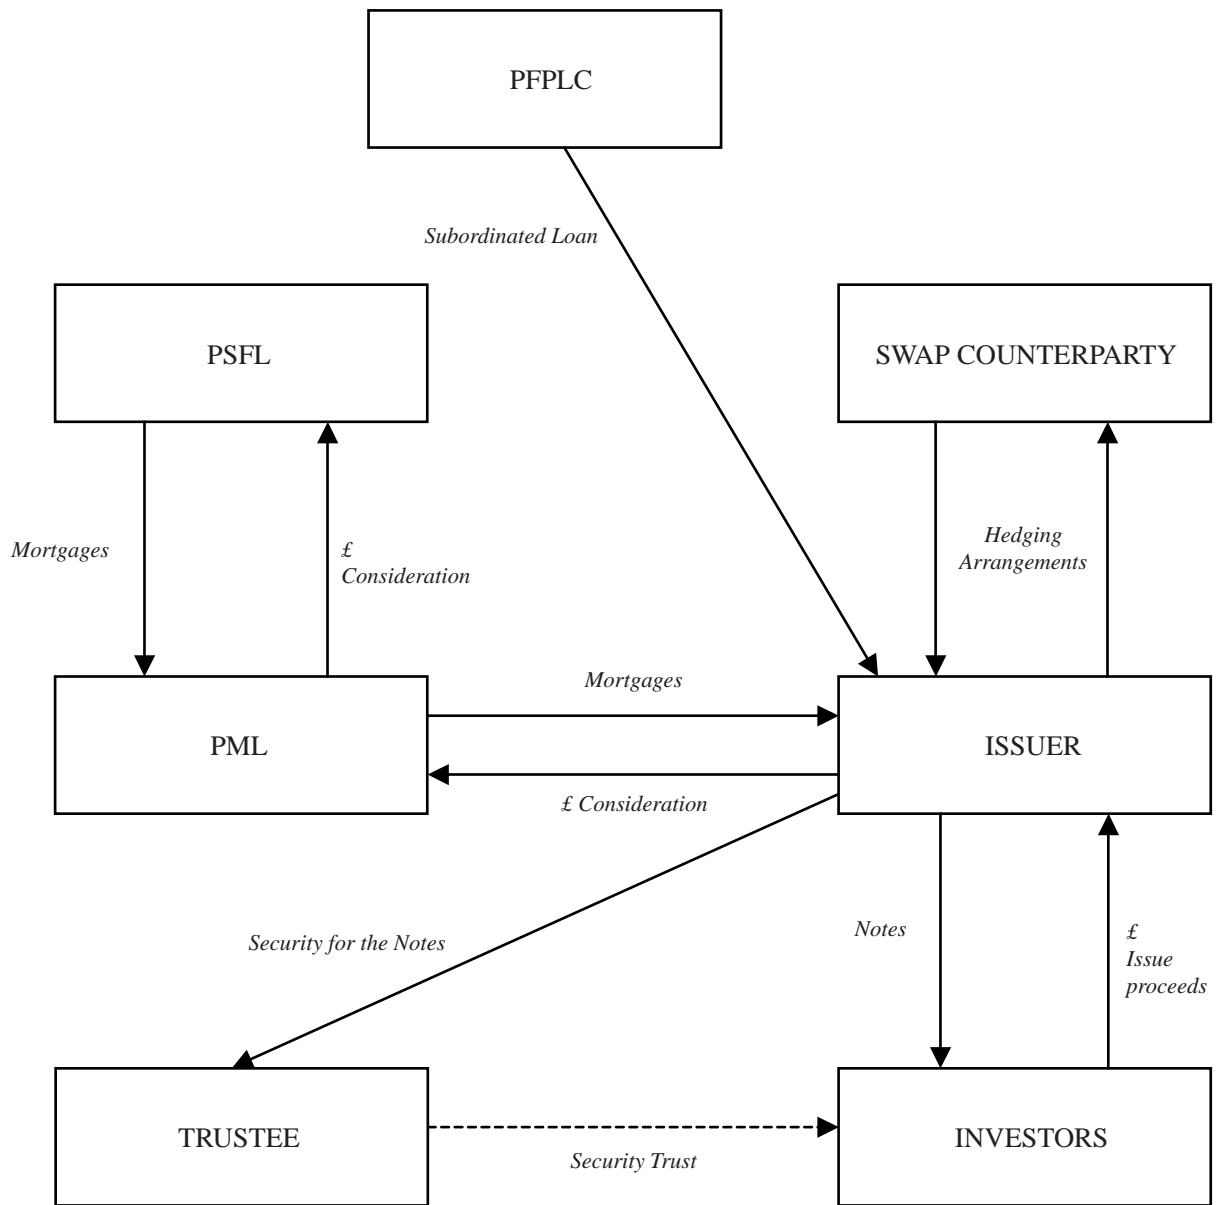 PFPLC
Subordinated Loan
PSFL
SWAP COUNTERPARTY
Mortgages
£
Consideration
Hedging
Arrangements
Mortgages
PML
ISSUER
£ Consideration
Security for the Notes
Notes
£
Issue
proceeds
TRUSTEE
INVESTORS
Security Trust